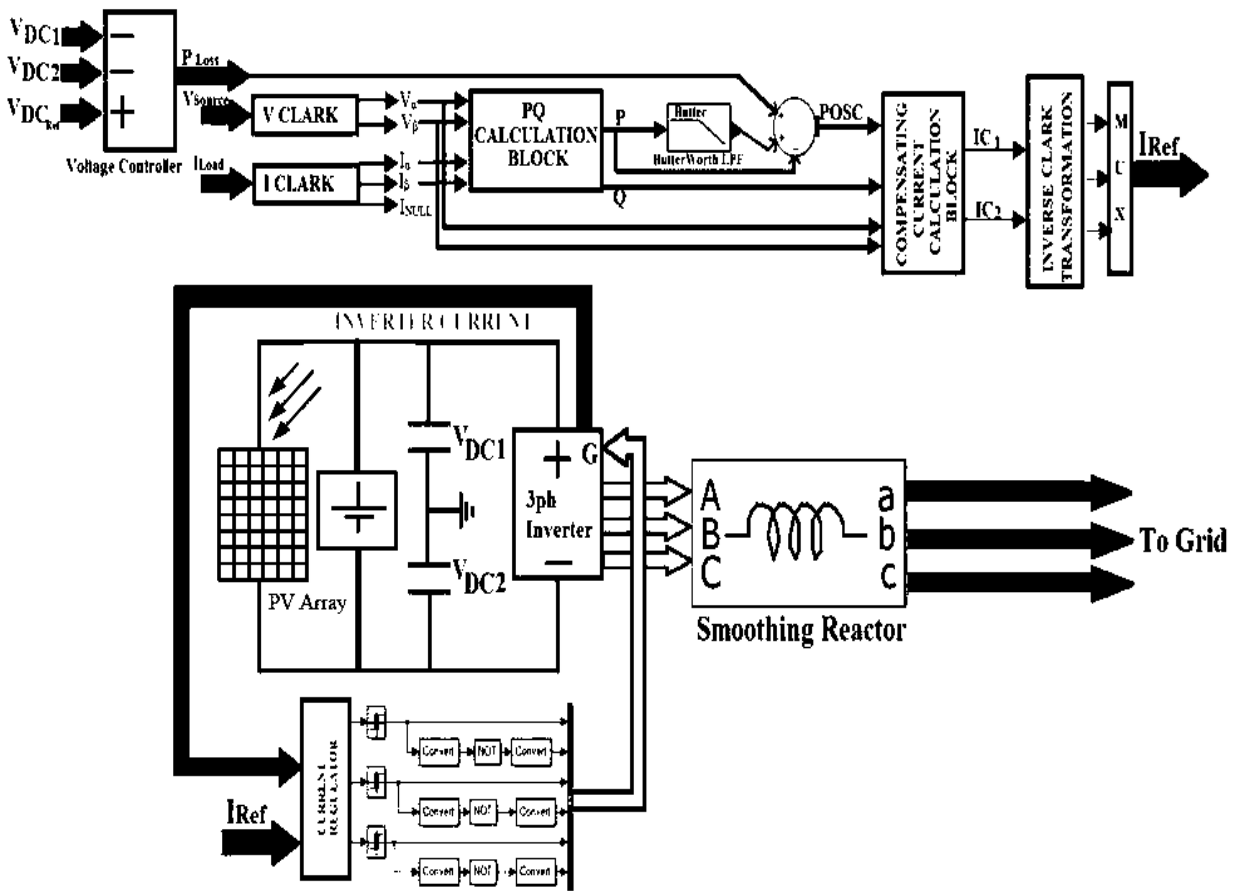 VDC1
VDC2
VDCRef
Voltage Controller
P Loss
VSource
V CLARK
Vα
Vβ
ILoad
I CLARK
Iα
Iβ
INULL
PQ
CALCULATION
BLOCK
P
Q
Butter
ButterWorth LPF
POSC
COMPENSATING
CURRENT
CALCULATION
BLOCK
IC1
IC2
INVERSE CLARK
TRANSFORMATION
M
U
X
IRef
INVERTER CURRENT
PV Array
VDC1
VDC2
G
3ph
Inverter
A
B
C
a
b
c
Smoothing Reactor
To Grid
CURRENT
REGULATOR
IRef
Convert
NOT
Convert
Convert
NOT
Convert
Convert
NOT
Convert